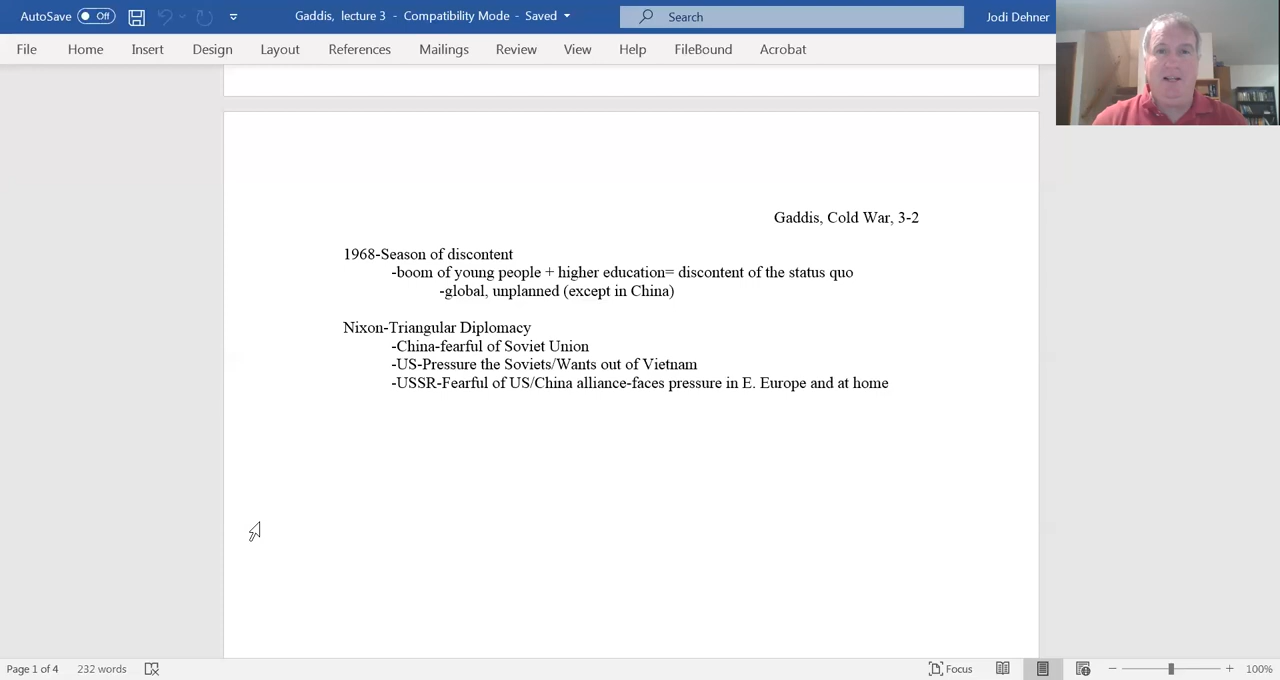 AutoSave Off Gaddis, lecture 3 - Compatibility Mode - Saved Search Jodi Dehner
File Home Insert Design Layout References Mailings Review View Help FileBound Acrobat
Gaddis, Cold War, 3-2
1968-Season of discontent
-boom of young people + higher education= discontent of the status quo
-global, unplanned (except in China)
Nixon-Triangular Diplomacy
-China-fearful of Soviet Union
-US-Pressure the Soviets/Wants out of Vietnam
-USSR-Fearful of US/China alliance-faces pressure in E. Europe and at home
Page 1 of 4 232 words Focus 100%